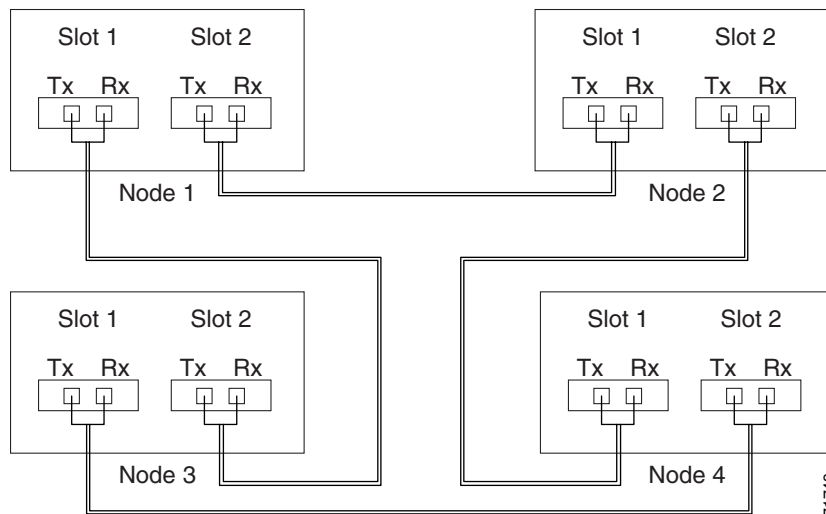 Slot 1 Slot 2 Slot 1 Slot 2
Tx Rx Tx Rx Tx Rx Tx Rx
Node 1 Node 2
Slot 1 Slot 2 Slot 1 Slot 2
Tx Rx Tx Rx Tx Rx Tx Rx
Node 3 Node 4